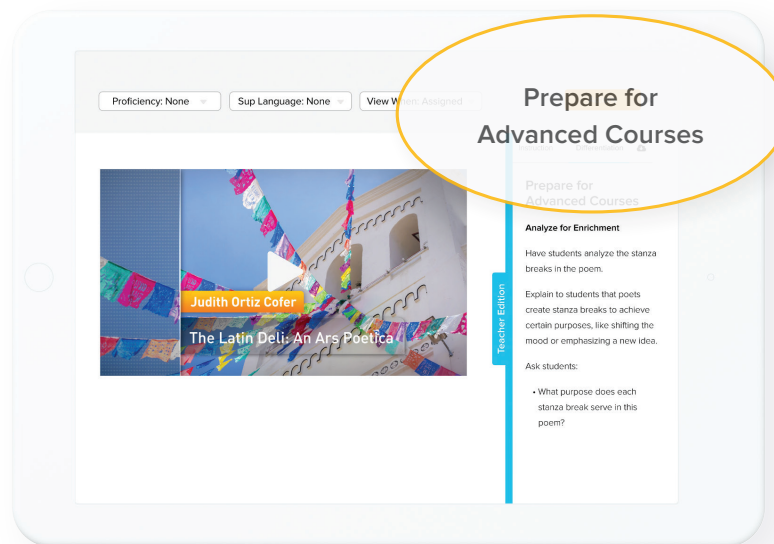 Proficiency: None
Sup Language: None
View When: Assigned
Prepare for
Advanced Courses
Instruction
Differentiation
Prepare for
Advanced Courses
Analyze for Enrichment
Have students analyze the stanza
breaks in the poem.
Explain to students that poets
create stanza breaks to achieve
certain purposes, like shifting the
mood or emphasizing a new idea.
Ask students:
• What purpose does each
stanza break serve in this
poem?
Teacher Edition
Judith Ortiz Cofer
The Latin Deli: An Ars Poetica